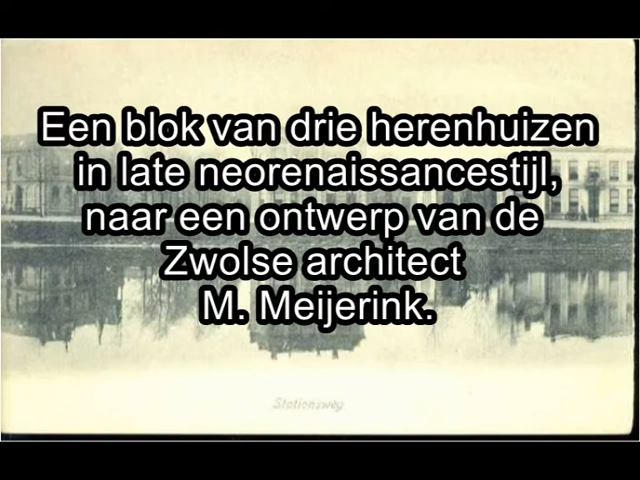 Een blok van drie herenhuizen
in late neorenaissancestijl,
naar een ontwerp van de
Zwolse architect
M. Meijerink.
Stationsweg